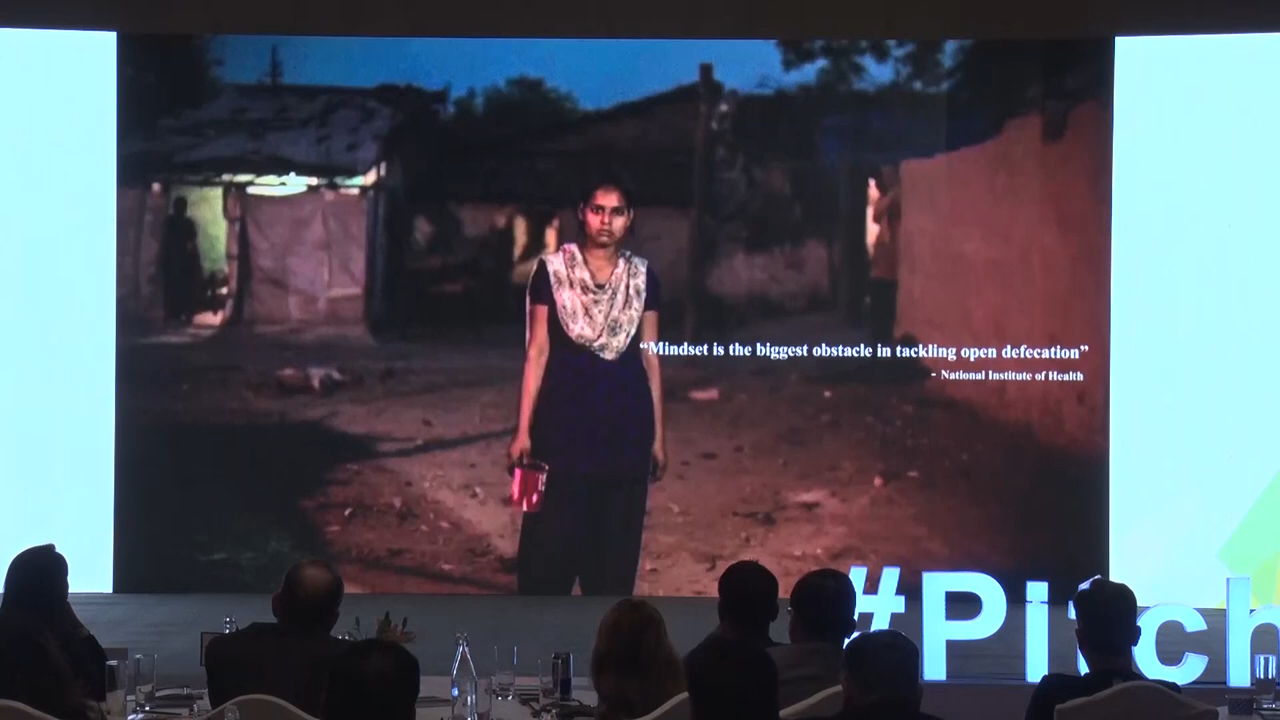 “Mindset is the biggest obstacle in tackling open defecation”
- National Institute of Health
#Pitch